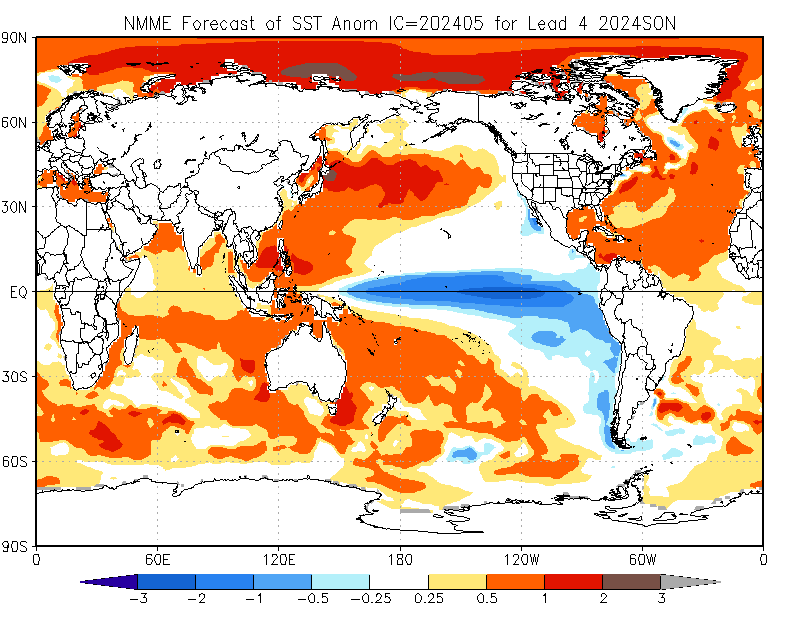 NMME Forecast of SST Anom IC=202405 for Lead 4 2024SON
90N
60N
30N
EQ
30S
60S
90S
0 60E 120E 180 120W 60W 0
-3 -2 -1 -0.5 -0.25 0.25 0.5 1 2 3